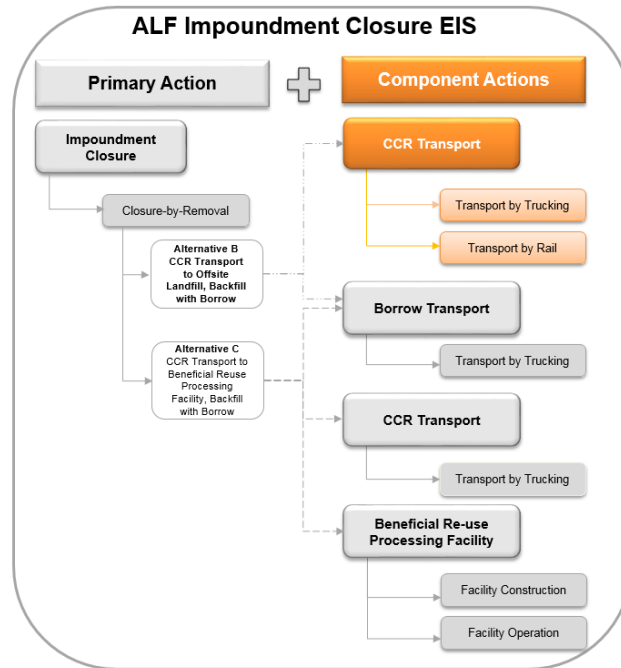 ALF Impoundment Closure EIS
Primary Action
Component Actions
Impoundment
Closure
Closure-by-Removal
Alternative B
CCR Transport
to Offsite
Landfill, Backfill
with Borrow
Alternative C
CCR Transport to
Beneficial Reuse
Processing
Facility, Backfill
with Borrow
CCR Transport
Transport by Trucking
Transport by Rail
Borrow Transport
Transport by Trucking
CCR Transport
Transport by Trucking
Beneficial Re-use
Processing Facility
Facility Construction
Facility Operation